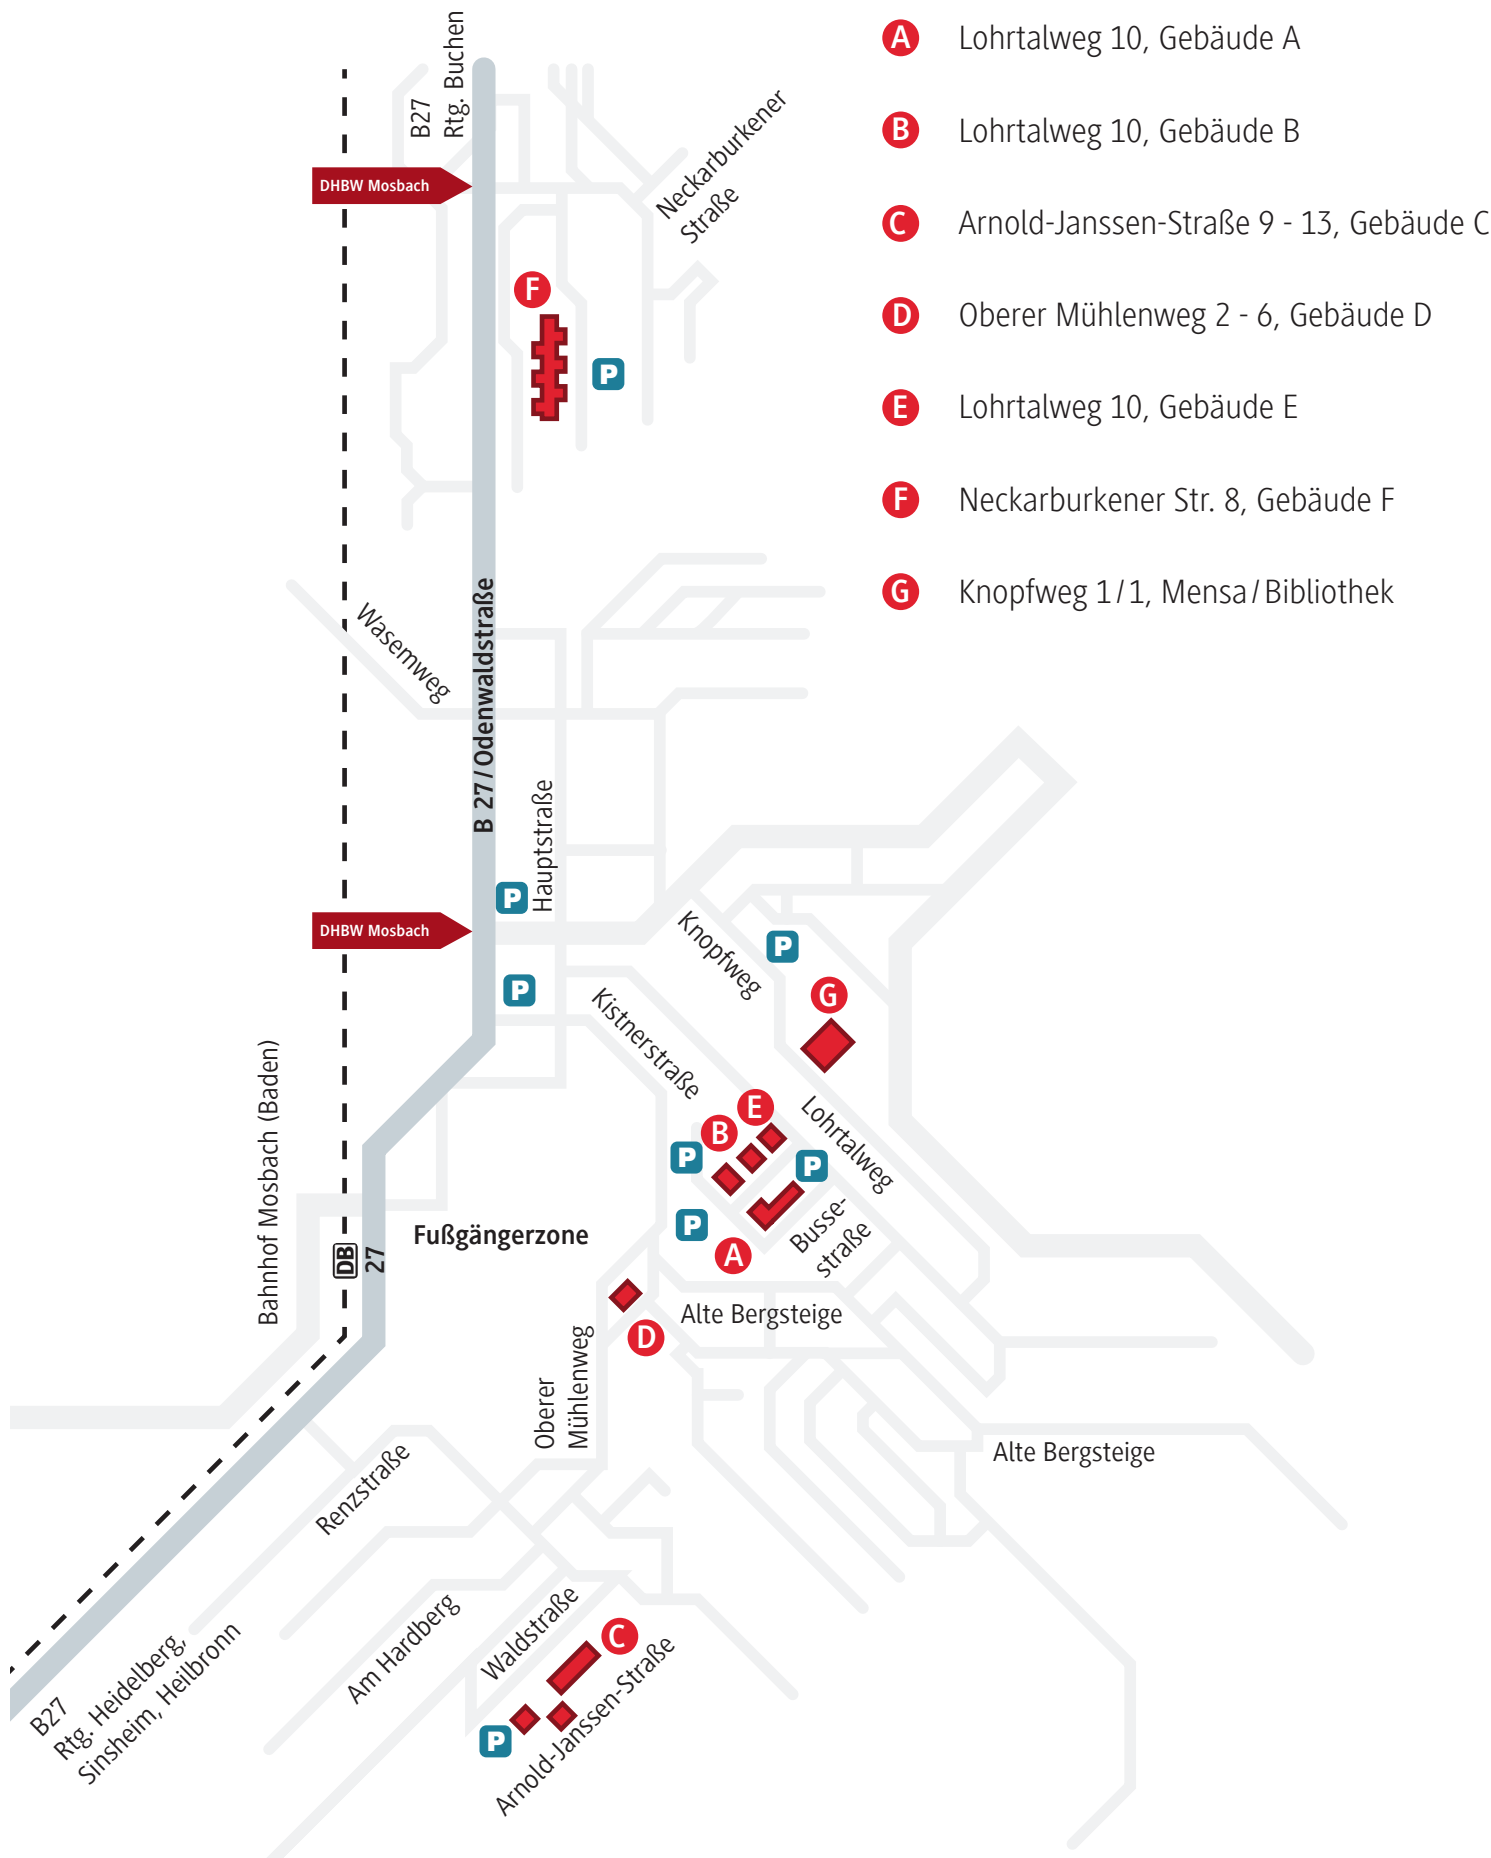 A Lohrtalweg 10, Gebäude A
B Lohrtalweg 10, Gebäude B
C Arnold-Janssen-Straße 9 - 13, Gebäude C
D Oberer Mühlenweg 2 - 6, Gebäude D
E Lohrtalweg 10, Gebäude E
F Neckarburkener Str. 8, Gebäude F
G Knopfweg 1/1, Mensa/Bibliothek
B27
Rtg. Buchen
DHBW Mosbach
Neckarburkener
Straße
F
P
Wasemweg
B 27/Odenwaldstraße
Hauptstraße
P
DHBW Mosbach
Knopfweg
P
P
G
Kistnerstraße
Bahnhof Mosbach (Baden)
E
B
Lohrtalweg
P
P
P
A
Busse-
straße
Fußgängerzone
DB
27
D
Alte Bergsteige
Oberer
Mühlenweg
Alte Bergsteige
Renzstraße
Am Hardberg
Waldstraße
C
P
Arnold-Janssen-Straße
B27
Rtg. Heidelberg,
Sinsheim, Heilbronn